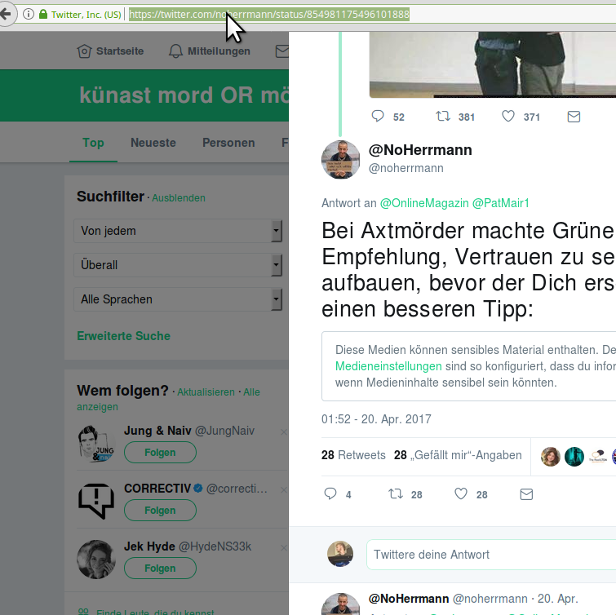 Twitter, Inc. (US) https://twitter.com/noherrmann/status/854981175496101888
Startseite Mitteilungen
künast mord OR mö
Top Neueste Personen F
Suchfilter · Ausblenden
Von jedem
Überall
Alle Sprachen
Erweiterte Suche
Wem folgen? · Aktualisieren · Alle
anzeigen
Jung & Naiv @JungNaiv
Folgen
CORRECTIV @correcti...
Folgen
Jek Hyde @HydeNS33k
Folgen
Finde Leute, die du kennst
52 381 371
@NoHerrmann
@noherrmann
Antwort an @OnlineMagazin @PatMair1
Bei Axtmörder machte Grüne
Empfehlung, Vertrauen zu se
aufbauen, bevor der Dich ers
einen besseren Tipp:
Diese Medien können sensibles Material enthalten. De
Medieneinstellungen sind so konfiguriert, dass du infor
wenn Medieninhalte sensibel sein könnten.
01:52 - 20. Apr. 2017
28 Retweets 28 „Gefällt mir“-Angaben
4 28 28
Twittere deine Antwort
@NoHerrmann @noherrmann · 20. Apr.